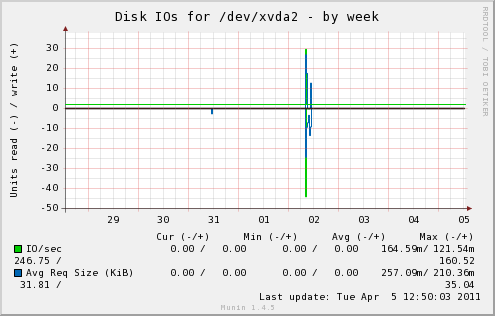 Disk IOs for /dev/xvda2 - by week
RRDTOOL / TOBI OETIKER
Units read (-) / write (+)
30
20
10
0
-10
-20
-30
-40
-50
29 30 31 01 02 03 04 05
Cur (-/+) Min (-/+) Avg (-/+) Max (-/+)
IO/sec 0.00 / 0.00 0.00 / 0.00 164.59m/ 121.54m
246.75 / 160.52
Avg Req Size (KiB) 0.00 / 0.00 0.00 / 0.00 257.09m/ 210.36m
31.81 / 35.04
Last update: Tue Apr 5 12:50:03 2011
Munin 1.4.5